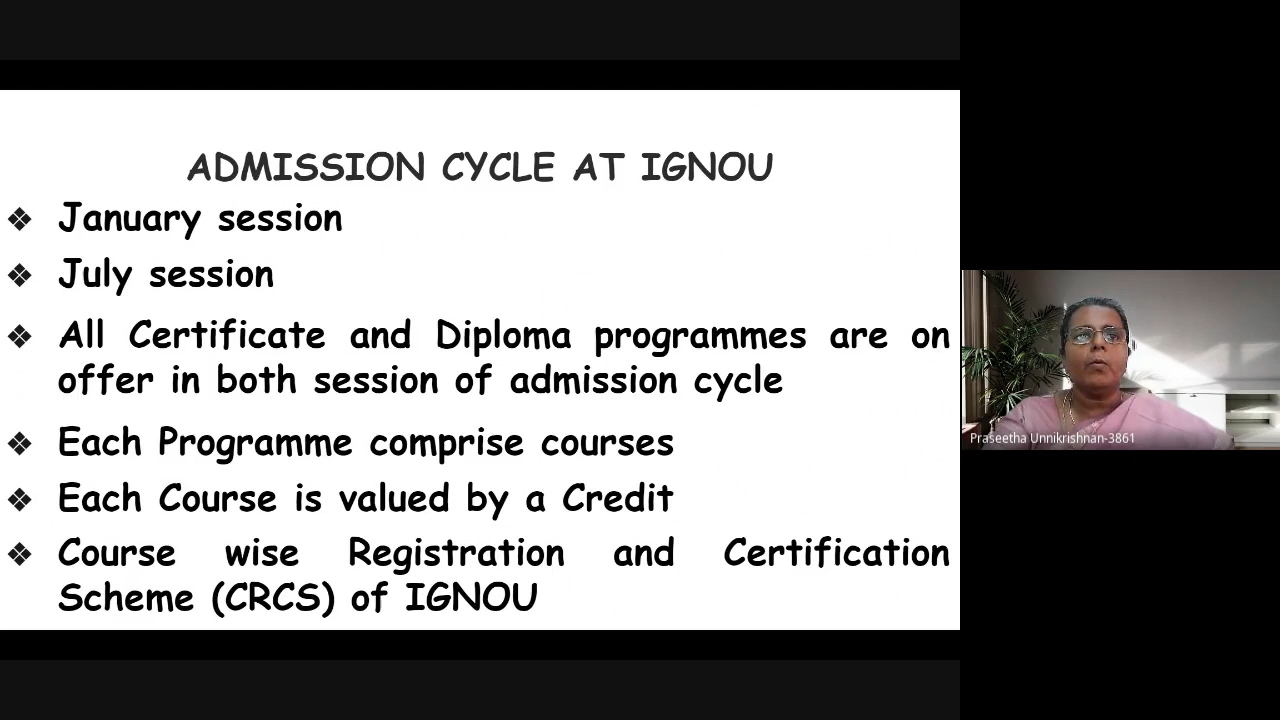 ADMISSION CYCLE AT IGNOU
❖ January session
❖ July session
❖ All Certificate and Diploma programmes are on
offer in both session of admission cycle
❖ Each Programme comprise courses
❖ Each Course is valued by a Credit
❖ Course wise Registration and Certification
Scheme (CRCS) of IGNOU
Praseetha Unnikrishnan-3861